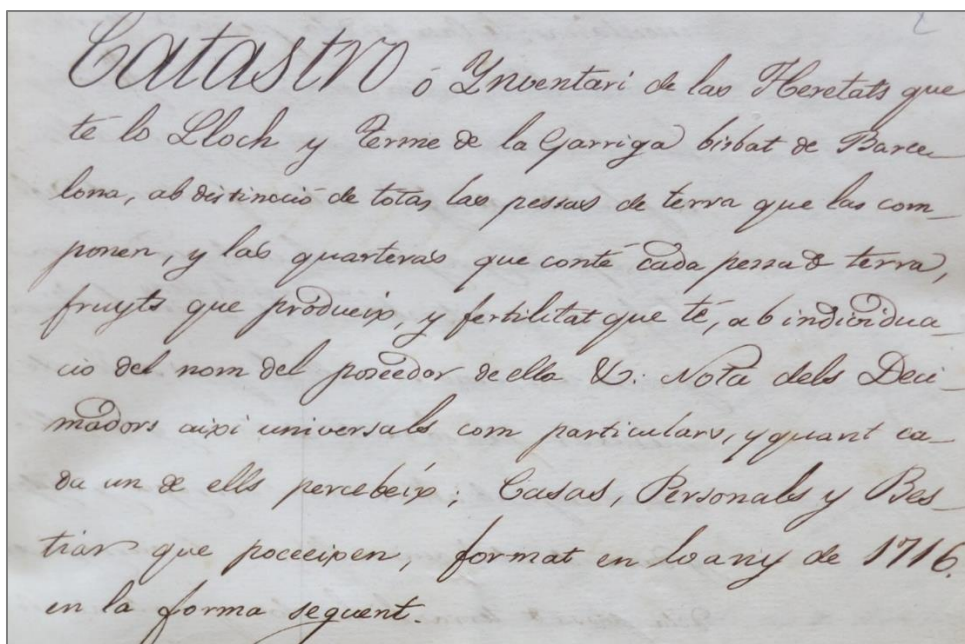 Catastro ó Ynventari de las Heretats que
té lo Lloch y Terme de la Garriga bisbat de Barce-
lona, ab distincció de totas las pessas de terra que las com-
ponen, y las quarteras que conté cada pessa d terra,
fruyts que produeix, y fertilitat que té, ab individua-
ció del nom del poseedor de ella &: Nota dels Deci-
madors aixi universals com particulars, y quant ca-
da un de ells percebeix; Casas, Personals y Bes-
tiar que poceeixen, format en lo any de 1716.
en la forma seguent.